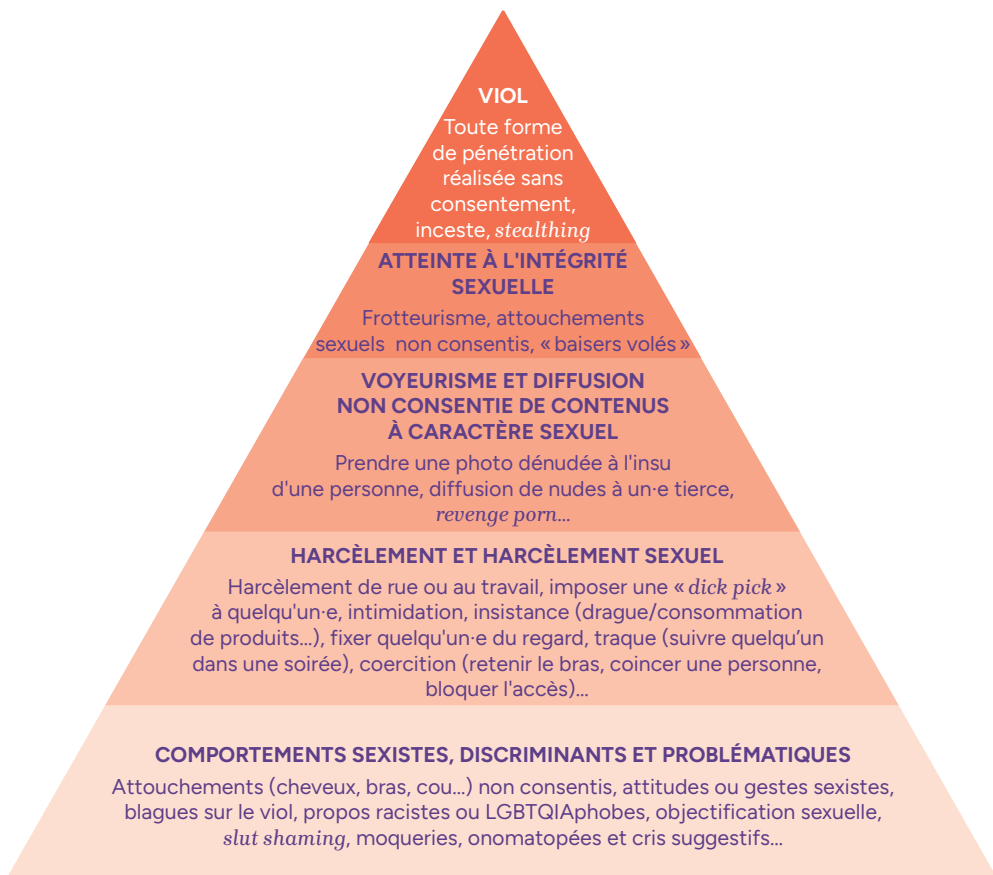 VIOL
Toute forme
de pénétration
réalisée sans
consentement,
inceste, stealthing
ATTEINTE À L'INTÉGRITÉ
SEXUELLE
Frotteurisme, attouchements
sexuels non consentis, « baisers volés »
VOYEURISME ET DIFFUSION
NON CONSENTIE DE CONTENUS
À CARACTÈRE SEXUEL
Prendre une photo dénudée à l'insu
d'une personne, diffusion de nudes à un·e tierce,
revenge porn...
HARCÈLEMENT ET HARCÈLEMENT SEXUEL
Harcèlement de rue ou au travail, imposer une « dick pick »
à quelqu'un·e, intimidation, insistance (drague/consommation
de produits...), fixer quelqu'un·e du regard, traque (suivre quelqu’un
dans une soirée), coercition (retenir le bras, coincer une personne,
bloquer l'accès)...
COMPORTEMENTS SEXISTES, DISCRIMINANTS ET PROBLÉMATIQUES
Attouchements (cheveux, bras, cou...) non consentis, attitudes ou gestes sexistes,
blagues sur le viol, propos racistes ou LGBTQIAphobes, objectification sexuelle,
slut shaming, moqueries, onomatopées et cris suggestifs...